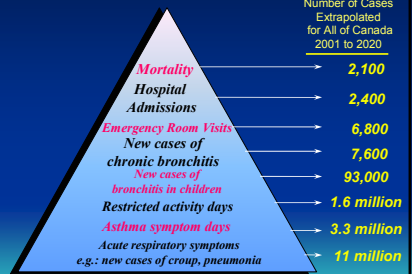 Number of Cases
Extrapolated
for All of Canada
2001 to 2020
Mortality
2,100
Hospital
Admissions
2,400
Emergency Room Visits
6,800
New cases of
chronic bronchitis
7,600
New cases of
bronchitis in children
93,000
Restricted activity days
1.6 million
Asthma symptom days
3.3 million
Acute respiratory symptoms
e.g.: new cases of croup, pneumonia
11 million